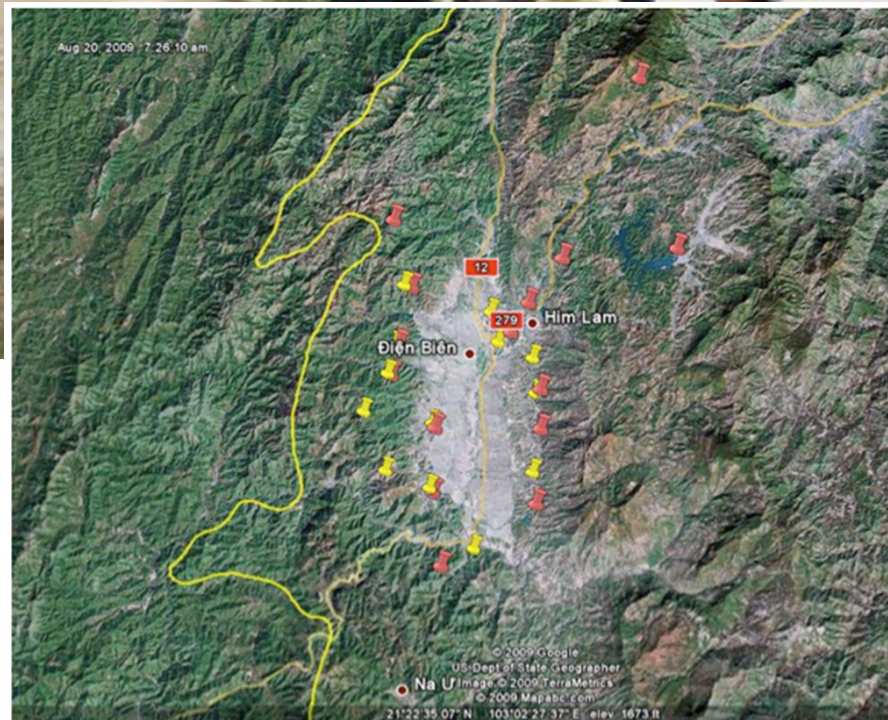 Aug 20, 2009   7:26:10 am
12
279
Him Lam
Điện Biên
© 2009 Google
US Dept of State Geographer
Na Ư
Image © 2009 TerraMetrics
© 2009 Mapabc.com
21°22'35.07" N   103°02'27.37" E   elev 1673 ft